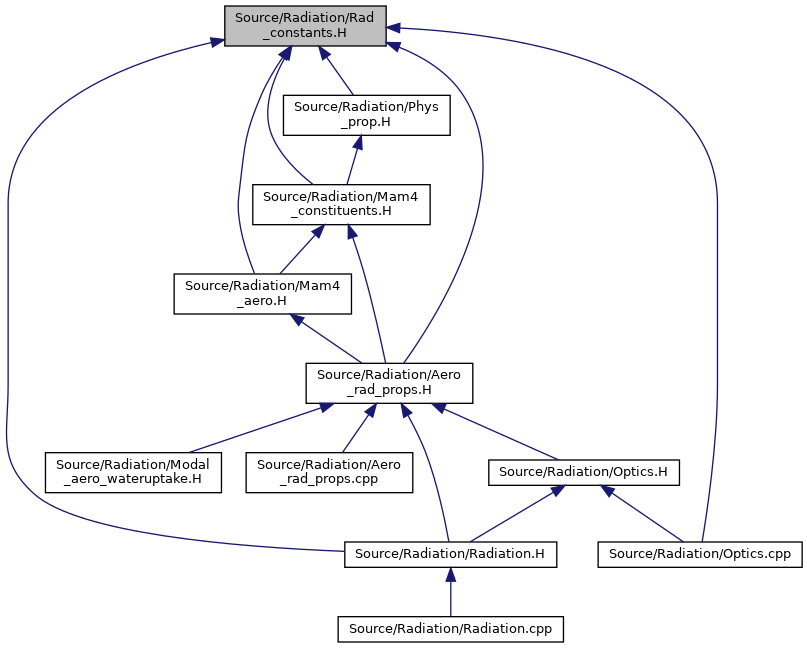 Source/Radiation/Rad
_constants.H
Source/Radiation/Phys
_prop.H
Source/Radiation/Mam4
_constituents.H
Source/Radiation/Mam4
_aero.H
Source/Radiation/Aero
_rad_props.H
Source/Radiation/Modal
_aero_wateruptake.H
Source/Radiation/Aero
_rad_props.cpp
Source/Radiation/Optics.H
Source/Radiation/Radiation.H
Source/Radiation/Optics.cpp
Source/Radiation/Radiation.cpp